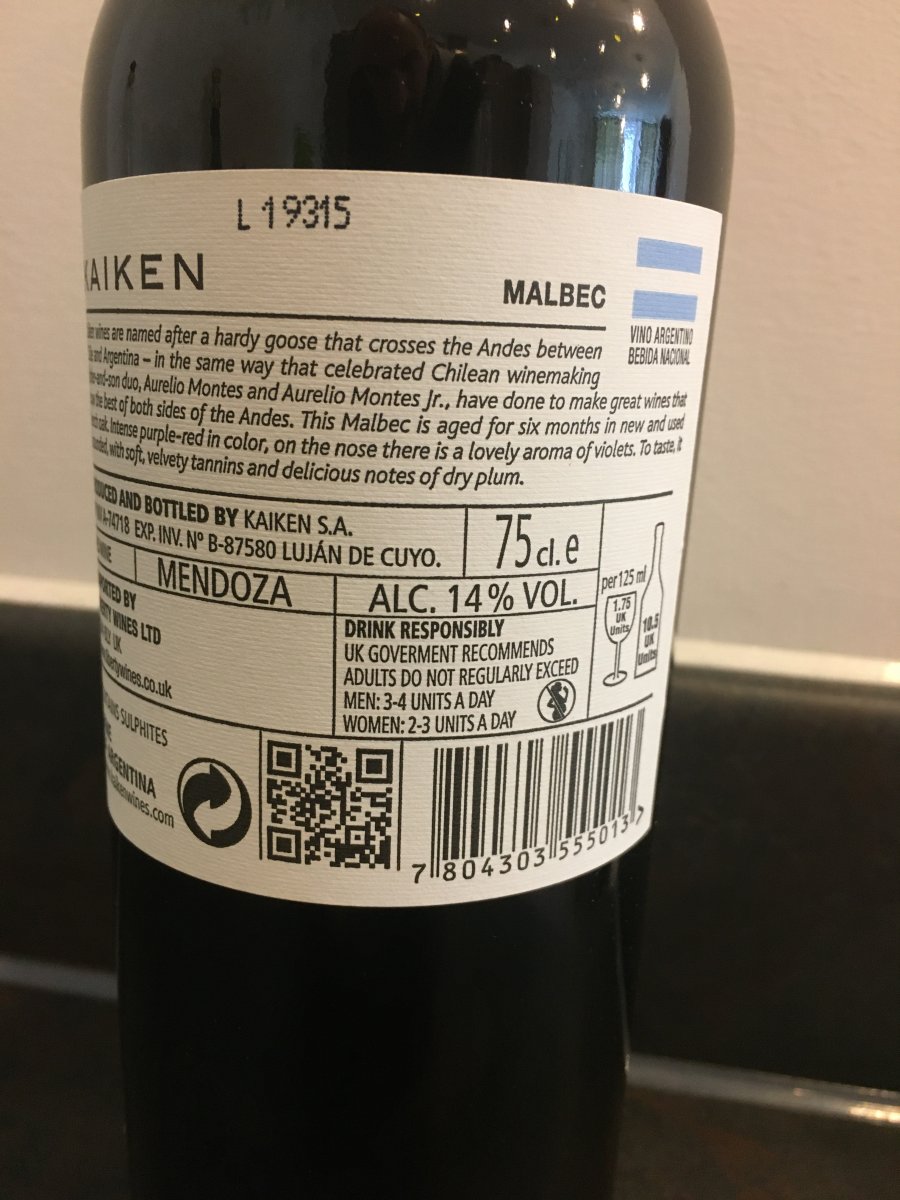 L 19315
KAIKEN
MALBEC
VINO ARGENTINO
BEBIDA NACIONAL
wines are named after a hardy goose that crosses the Andes between
and Argentina – in the same way that celebrated Chilean winemaking
-and-son duo, Aurelio Montes and Aurelio Montes Jr., have done to make great wines that
the best of both sides of the Andes. This Malbec is aged for six months in new and used
oak. Intense purple-red in color, on the nose there is a lovely aroma of violets. To taste, it
with soft, velvety tannins and delicious notes of dry plum.
AND BOTTLED BY KAIKEN S.A.
A-74718 EXP. INV. Nº B-87580 LUJÁN DE CUYO.
75 cl. e
MENDOZA
ALC. 14% VOL.
per 125 ml
1.75
UK
Units
10.5
UK
Units
BY
WINES LTD
UK
DRINK RESPONSIBLY
UK GOVERMENT RECOMMENDS
ADULTS DO NOT REGULARLY EXCEED
MEN: 3-4 UNITS A DAY
WOMEN: 2-3 UNITS A DAY
SULPHITES
ARGENTINA
7 804303 555013 >